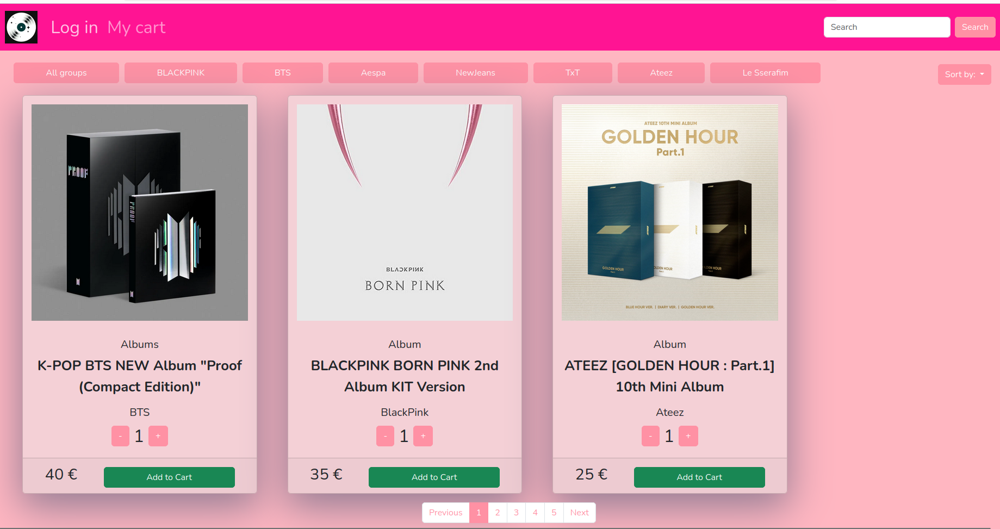 Log in My cart
Search Search
All groups BLACKPINK BTS Aespa NewJeans TxT Ateez Le Sserafim Sort by:
PROOF
BLACKPINK
BORN PINK
ATEEZ 10TH MINI ALBUM
GOLDEN HOUR
Part.1
ATEEZ ATEEZ ATEEZ
GOLDEN HOUR
BLUE HOUR VER. | DIARY VER. | GOLDEN HOUR VER.
Albums
K-POP BTS NEW Album "Proof
(Compact Edition)"
BTS
- 1 +
40 € Add to Cart
Album
BLACKPINK BORN PINK 2nd
Album KIT Version
BlackPink
- 1 +
35 € Add to Cart
Album
ATEEZ [GOLDEN HOUR : Part.1]
10th Mini Album
Ateez
- 1 +
25 € Add to Cart
Previous 1 2 3 4 5 Next